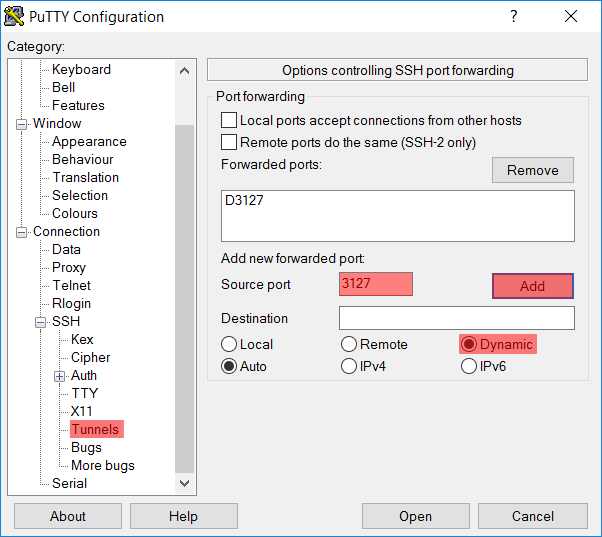 PuTTY Configuration
?
Category:
Keyboard
Bell
Features
Window
Appearance
Behaviour
Translation
Selection
Colours
Connection
Data
Proxy
Telnet
Rlogin
SSH
Kex
Cipher
Auth
TTY
X11
Tunnels
Bugs
More bugs
Serial
Options controlling SSH port forwarding
Port forwarding
Local ports accept connections from other hosts
Remote ports do the same (SSH-2 only)
Forwarded ports:
Remove
D3127
Add new forwarded port:
Source port 3127 Add
Destination
Local Remote Dynamic
Auto IPv4 IPv6
About Help Open Cancel